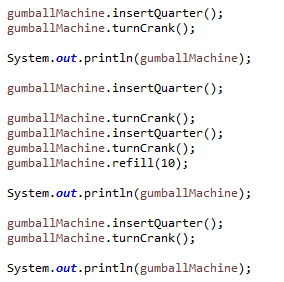 gumballMachine.insertQuarter();
gumballMachine.turnCrank();
System.out.println(gumballMachine);
gumballMachine.insertQuarter();
gumballMachine.turnCrank();
gumballMachine.insertQuarter();
gumballMachine.turnCrank();
gumballMachine.refill(10);
System.out.println(gumballMachine);
gumballMachine.insertQuarter();
gumballMachine.turnCrank();
System.out.println(gumballMachine);